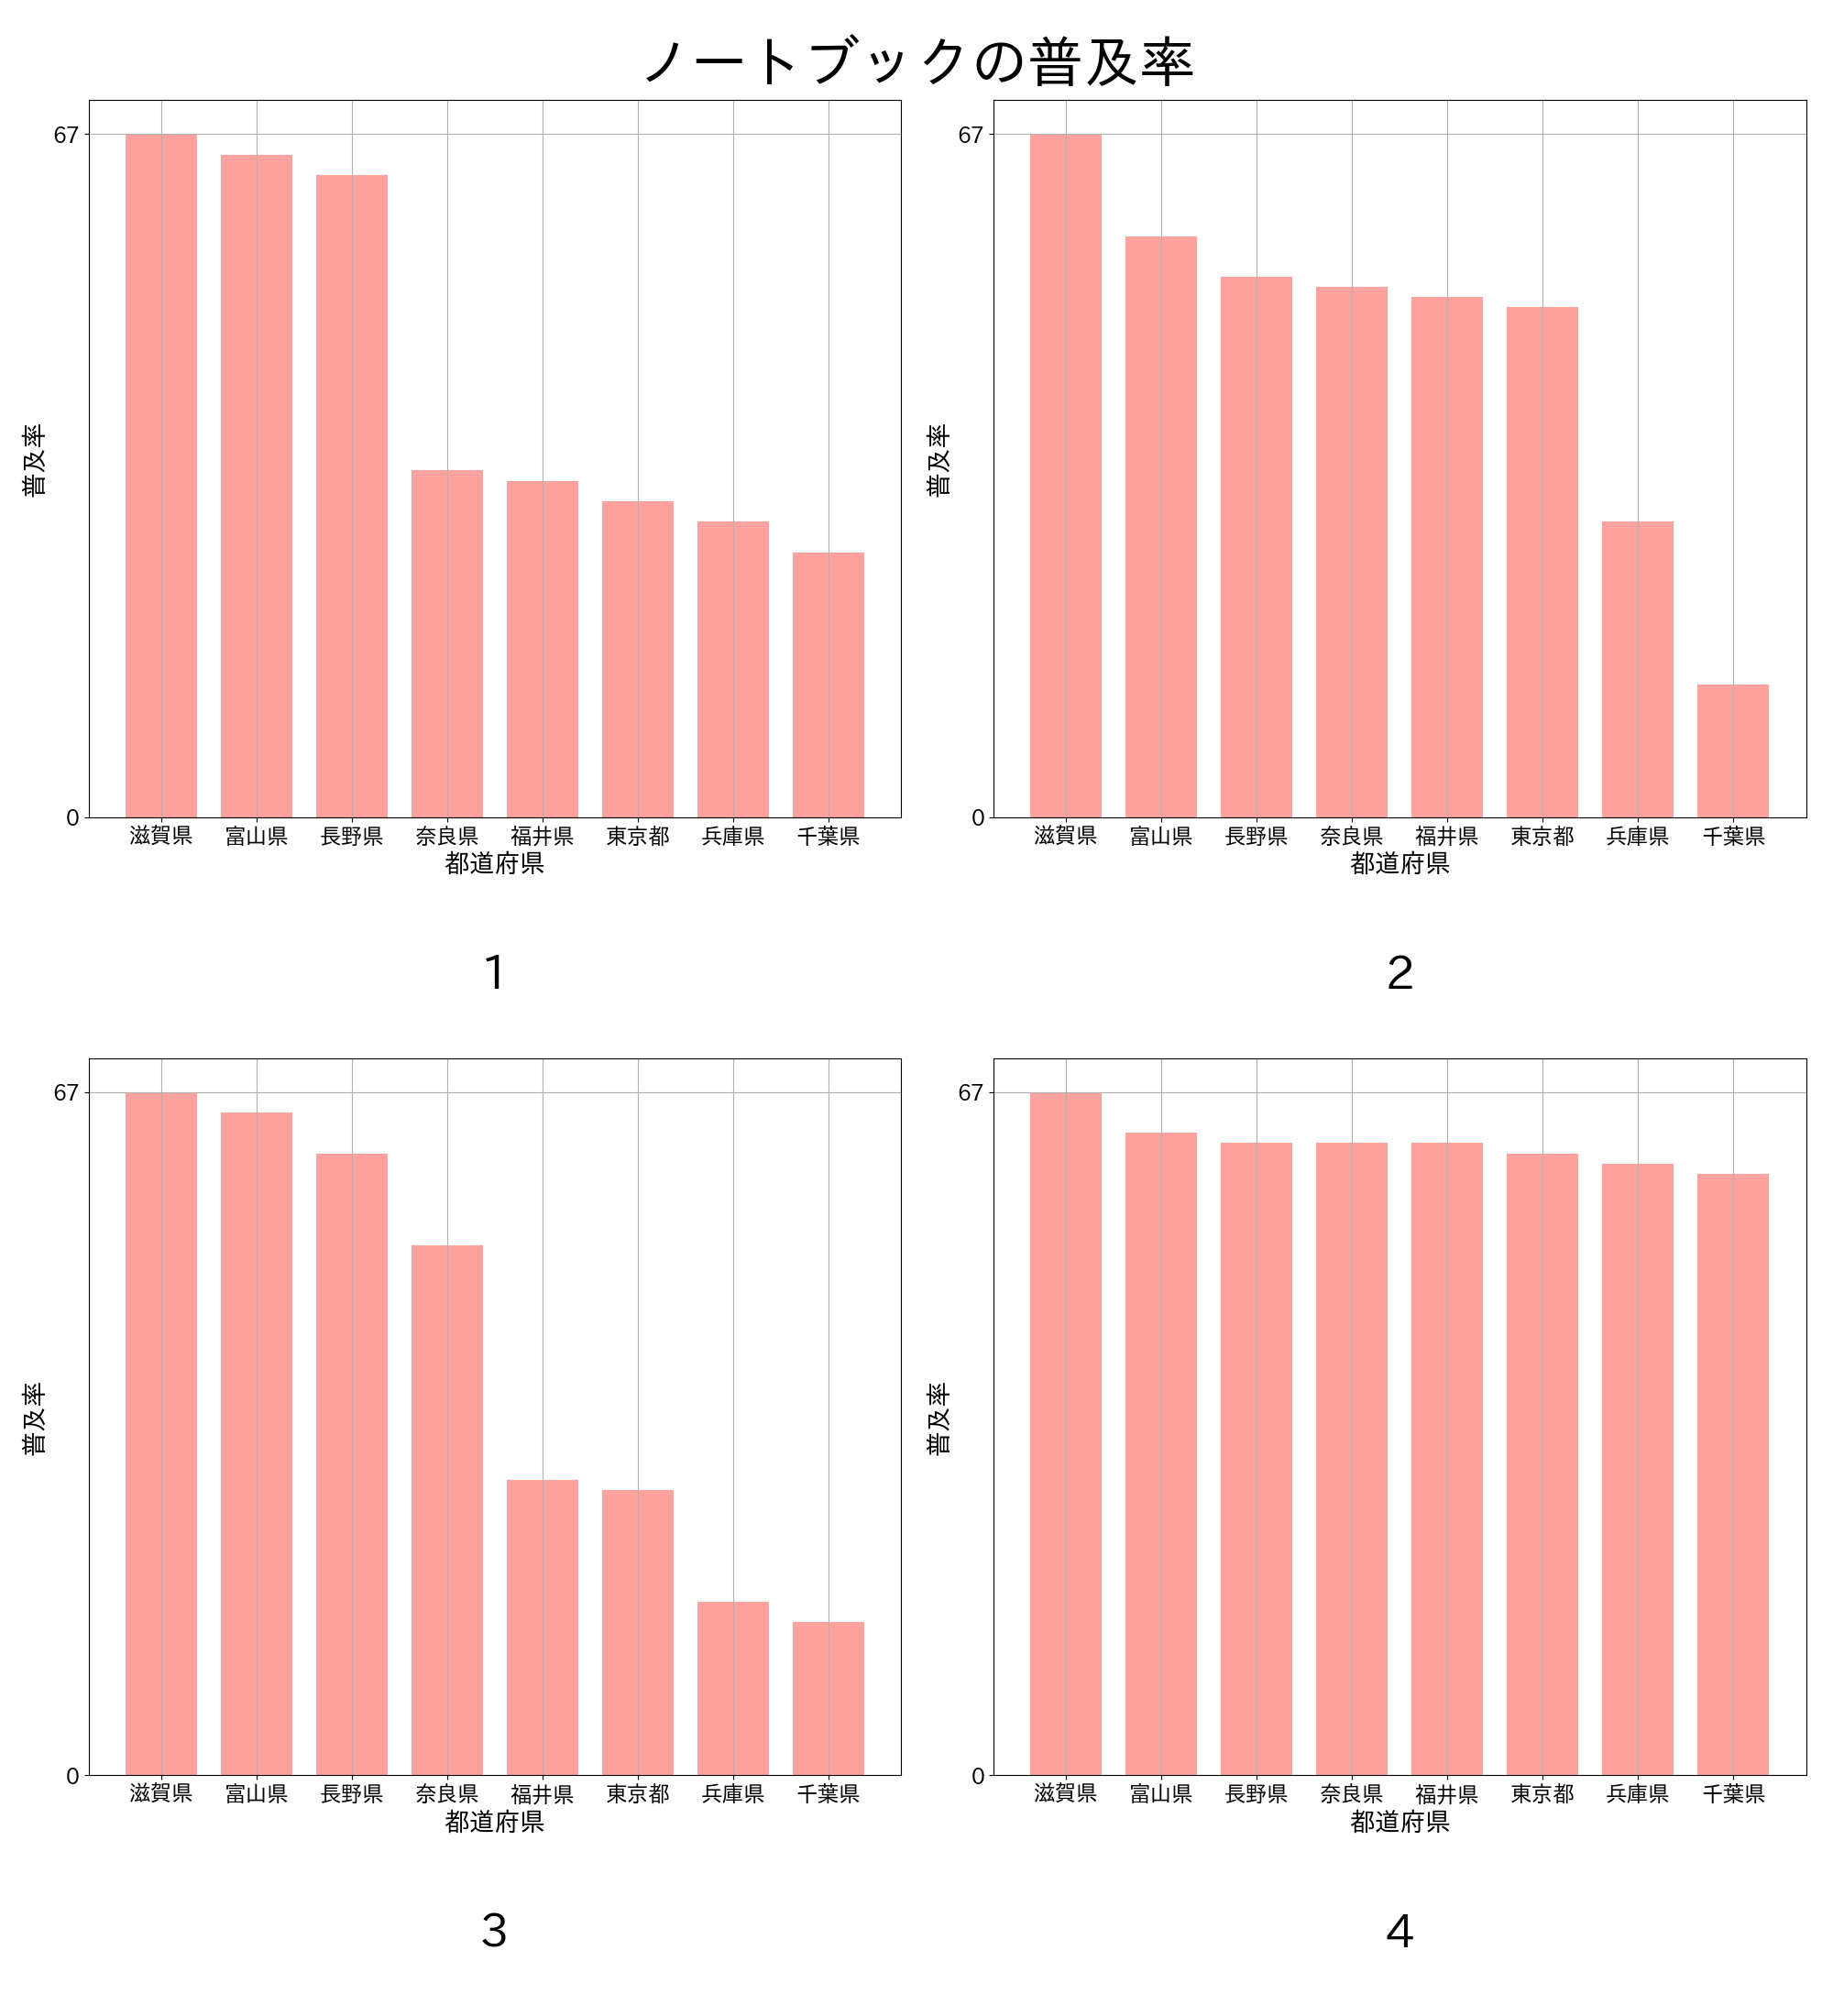 ノートブックの普及率
67
0
普及率
滋賀県 富山県 長野県 奈良県 福井県 東京都 兵庫県 千葉県
都道府県
1
67
0
普及率
滋賀県 富山県 長野県 奈良県 福井県 東京都 兵庫県 千葉県
都道府県
2
67
0
普及率
滋賀県 富山県 長野県 奈良県 福井県 東京都 兵庫県 千葉県
都道府県
3
67
0
普及率
滋賀県 富山県 長野県 奈良県 福井県 東京都 兵庫県 千葉県
都道府県
4